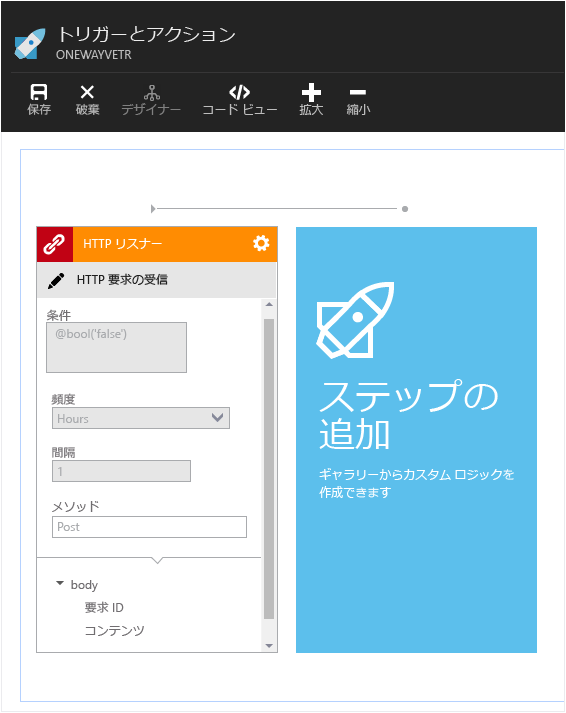 トリガーとアクション
ONEWAYVETR
保存 破棄 デザイナー コード ビュー 拡大 縮小
HTTP リスナー
HTTP 要求の受信
条件
@bool('false')
頻度
Hours
間隔
1
メソッド
Post
body
要求 ID
コンテンツ
ステップの
追加
ギャラリーからカスタム ロジックを
作成できます